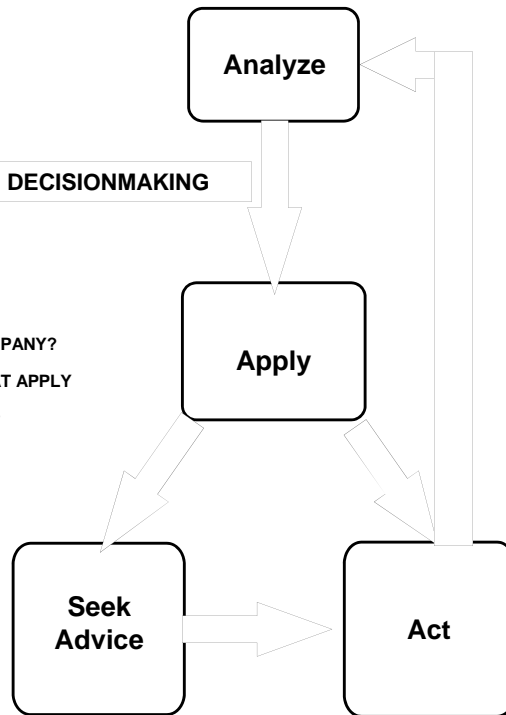 Analyze
DECISIONMAKING
PANY?
AT APPLY
Apply
Seek
Advice
Act